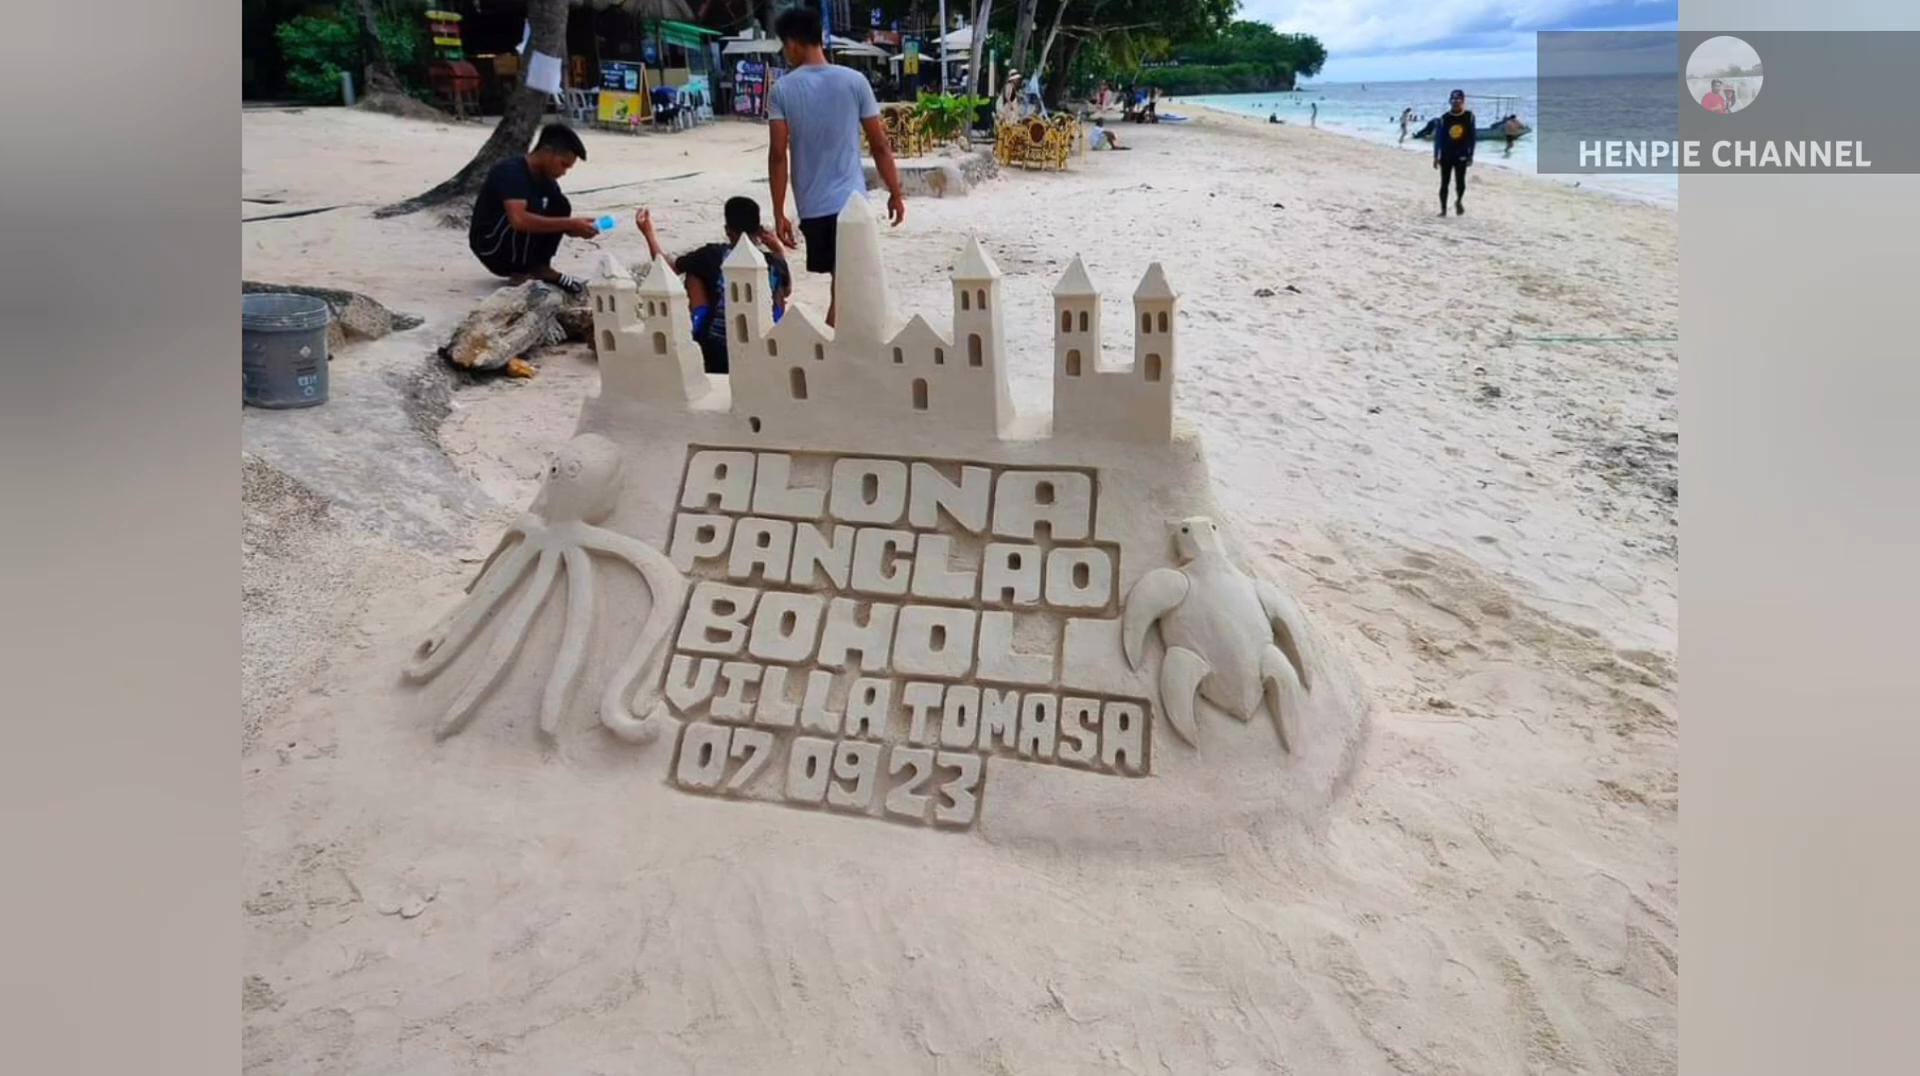 HENPIE CHANNEL
ALONA
PANGLAO
BOHOL
VILLA TOMASA
07 09 23